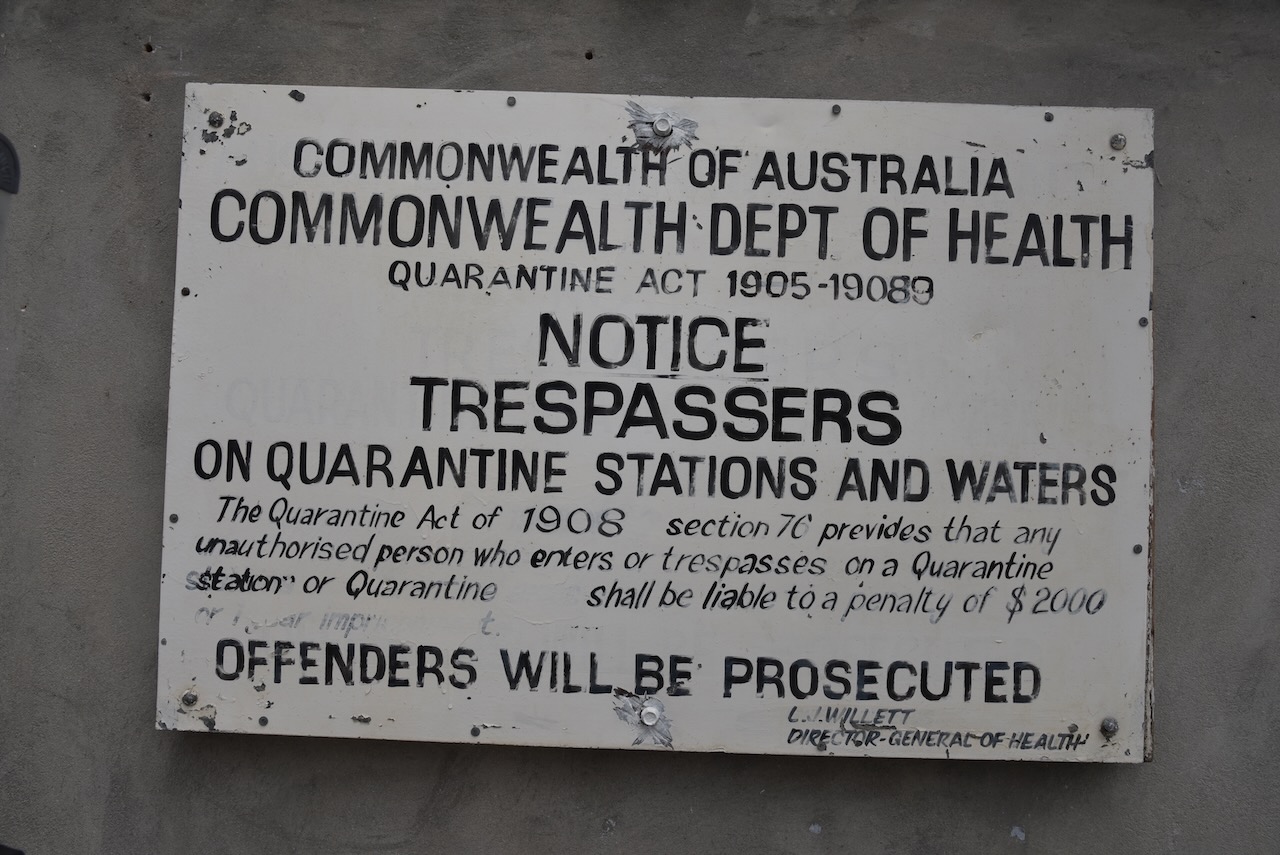 COMMONWEALTH OF AUSTRALIA
COMMONWEALTH DEPT OF HEALTH
QUARANTINE ACT 1905-19089
NOTICE
TRESPASSERS
ON QUARANTINE STATIONS AND WATERS
The Quarantine Act of 1908 section 76 prevides that any
unauthorised person who enters or trespasses on a Quarantine
station or Quarantine shall be liable to a penalty of $2000
or
OFFENDERS WILL BE PROSECUTED
L.J.WILLETT
DIRECTOR-GENERAL OF HEALTH